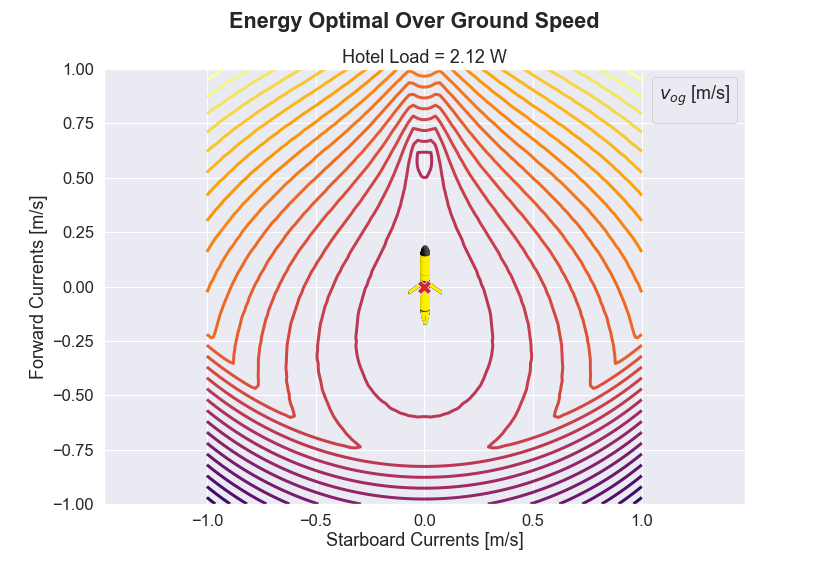 Energy Optimal Over Ground Speed
Hotel Load = 2.12 W
v_og [m/s]
1.00
0.75
0.50
0.25
0.00
−0.25
−0.50
−0.75
−1.00
Forward Currents [m/s]
−1.0 −0.5 0.0 0.5 1.0
Starboard Currents [m/s]